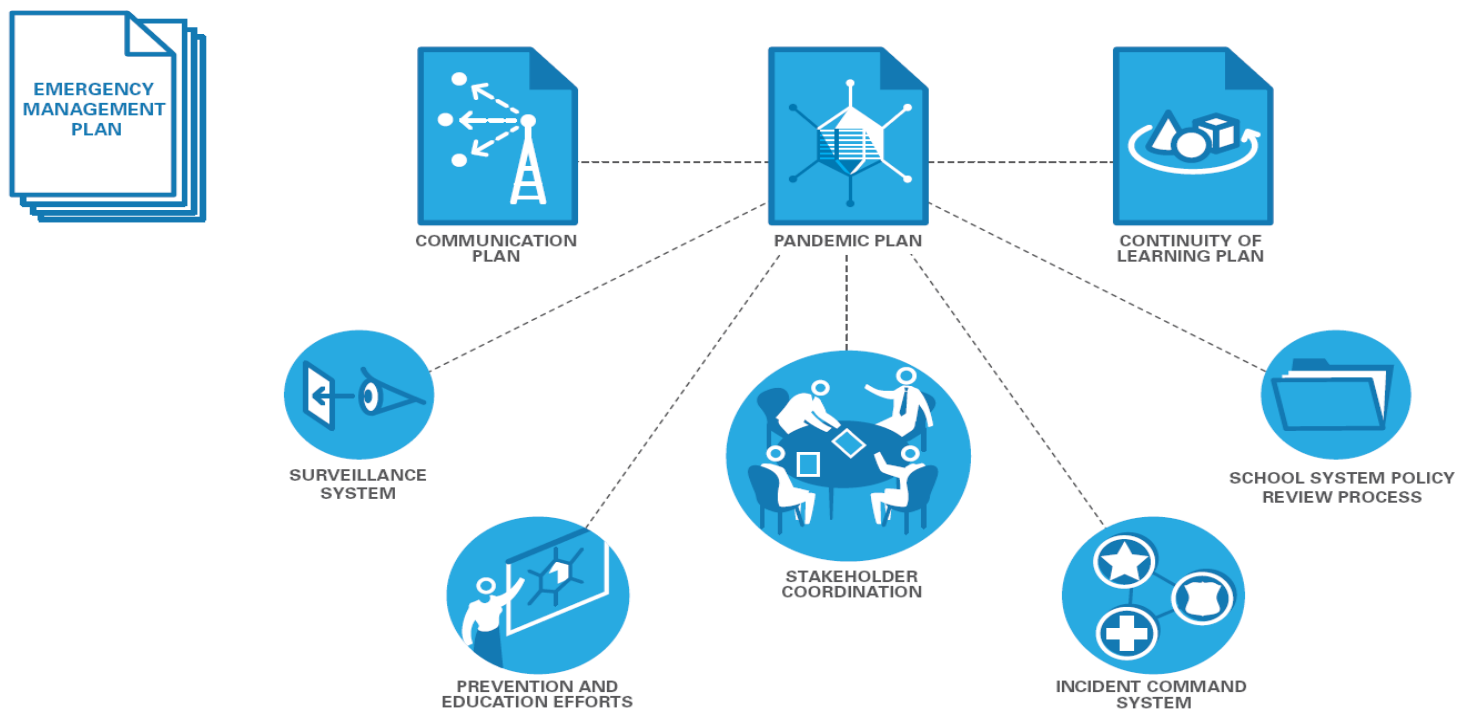 EMERGENCY
MANAGEMENT
PLAN
COMMUNICATION
PLAN
PANDEMIC PLAN
CONTINUITY OF
LEARNING PLAN
SURVEILLANCE
SYSTEM
SCHOOL SYSTEM POLICY
REVIEW PROCESS
STAKEHOLDER
COORDINATION
PREVENTION AND
EDUCATION EFFORTS
INCIDENT COMMAND
SYSTEM